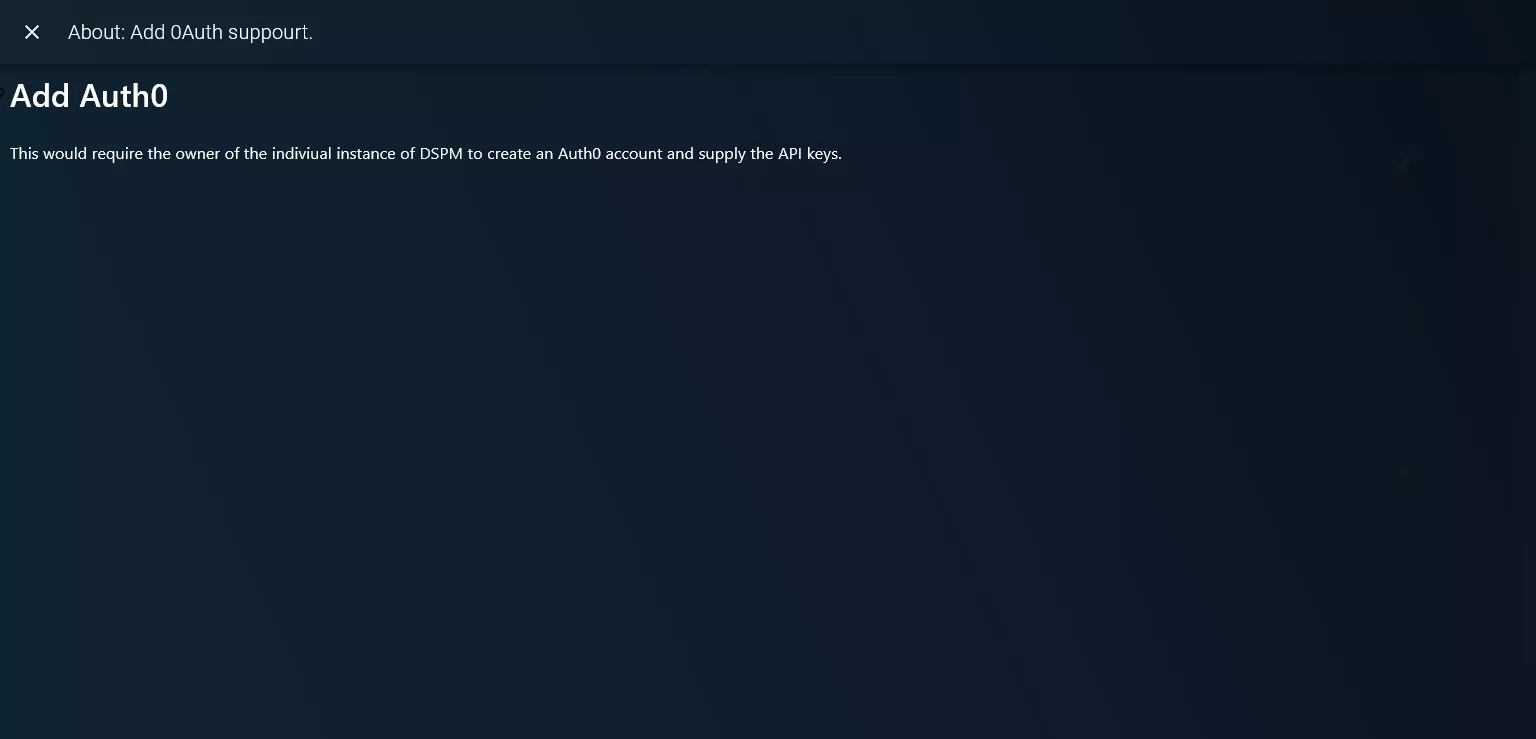 About: Add 0Auth suppourt.
Add Auth0
This would require the owner of the indiviual instance of DSPM to create an Auth0 account and supply the API keys.